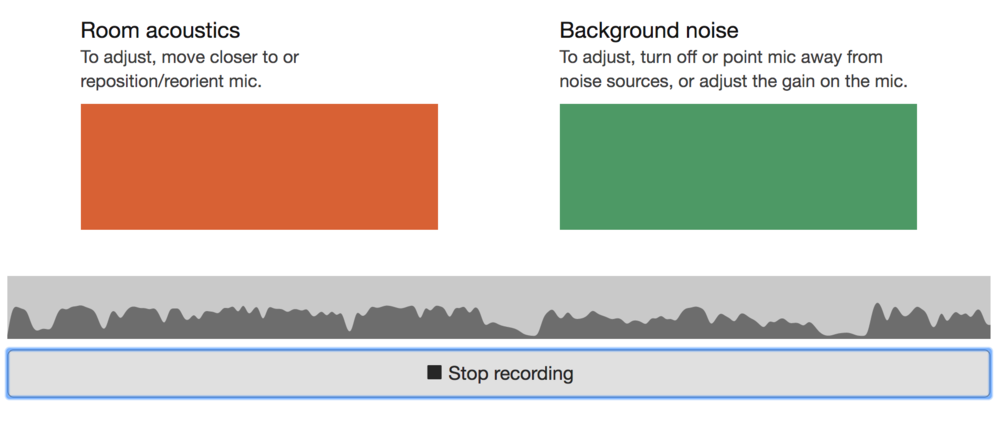 Room acoustics
To adjust, move closer to or
reposition/reorient mic.
Background noise
To adjust, turn off or point mic away from
noise sources, or adjust the gain on the mic.
Stop recording